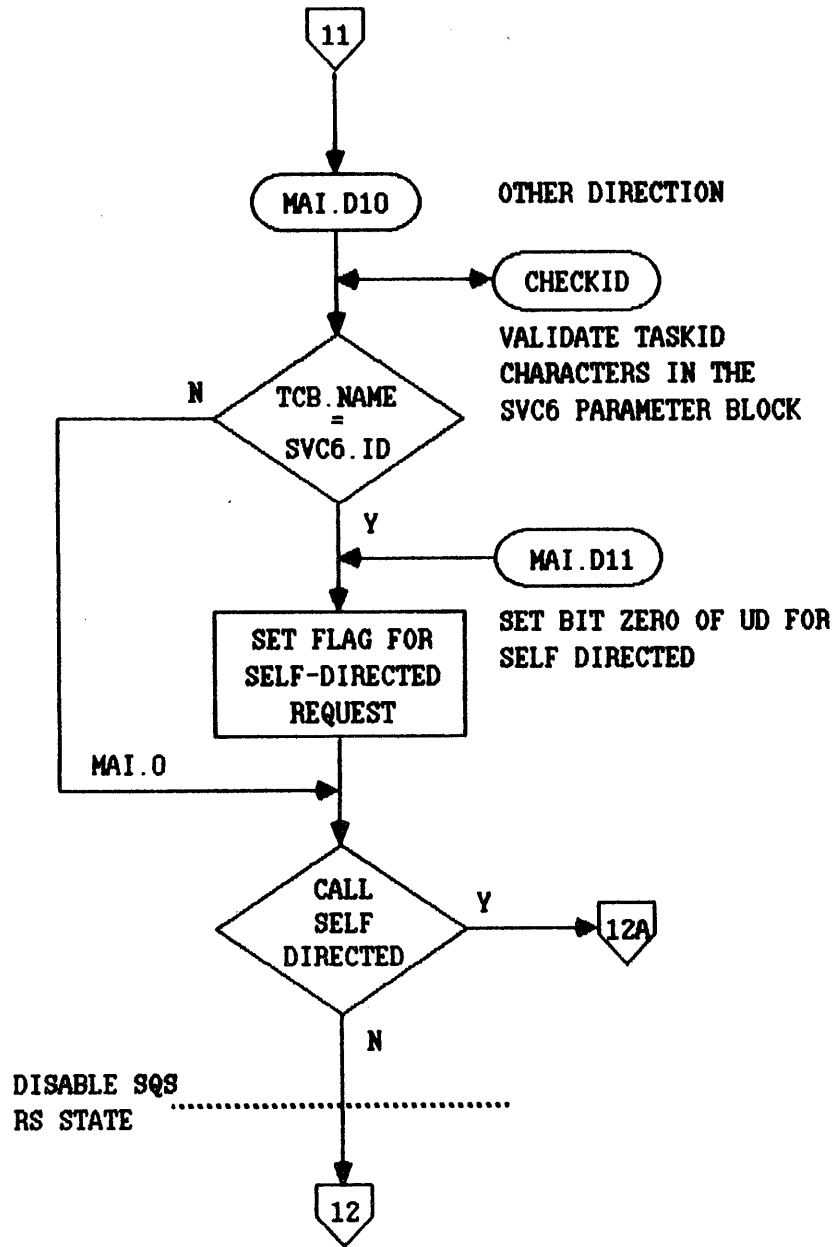 11
MAI.D10
OTHER DIRECTION
CHECKID
VALIDATE TASKID
CHARACTERS IN THE
SVC6 PARAMETER BLOCK
N
TCB.NAME
=
SVC6.ID
Y
MAI.D11
SET BIT ZERO OF UD FOR
SELF DIRECTED
SET FLAG FOR
SELF-DIRECTED
REQUEST
MAI.0
CALL
SELF
DIRECTED
Y
12A
N
DISABLE SQS
RS STATE
12